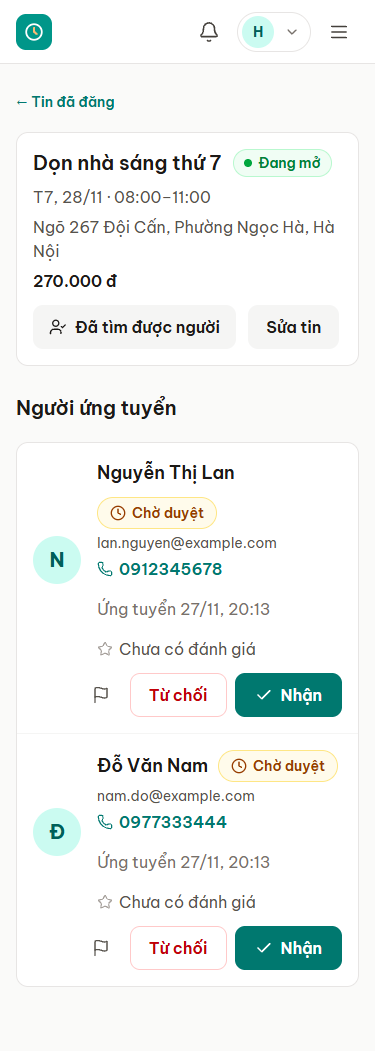 H
← Tin đã đăng
Dọn nhà sáng thứ 7
Đang mở
T7, 28/11 · 08:00–11:00
Ngõ 267 Đội Cấn, Phường Ngọc Hà, Hà
Nội
270.000 đ
Đã tìm được người
Sửa tin
Người ứng tuyển
N
Nguyễn Thị Lan
Chờ duyệt
lan.nguyen@example.com
0912345678
Ứng tuyển 27/11, 20:13
Chưa có đánh giá
Từ chối
Nhận
Đ
Đỗ Văn Nam
Chờ duyệt
nam.do@example.com
0977333444
Ứng tuyển 27/11, 20:13
Chưa có đánh giá
Từ chối
Nhận